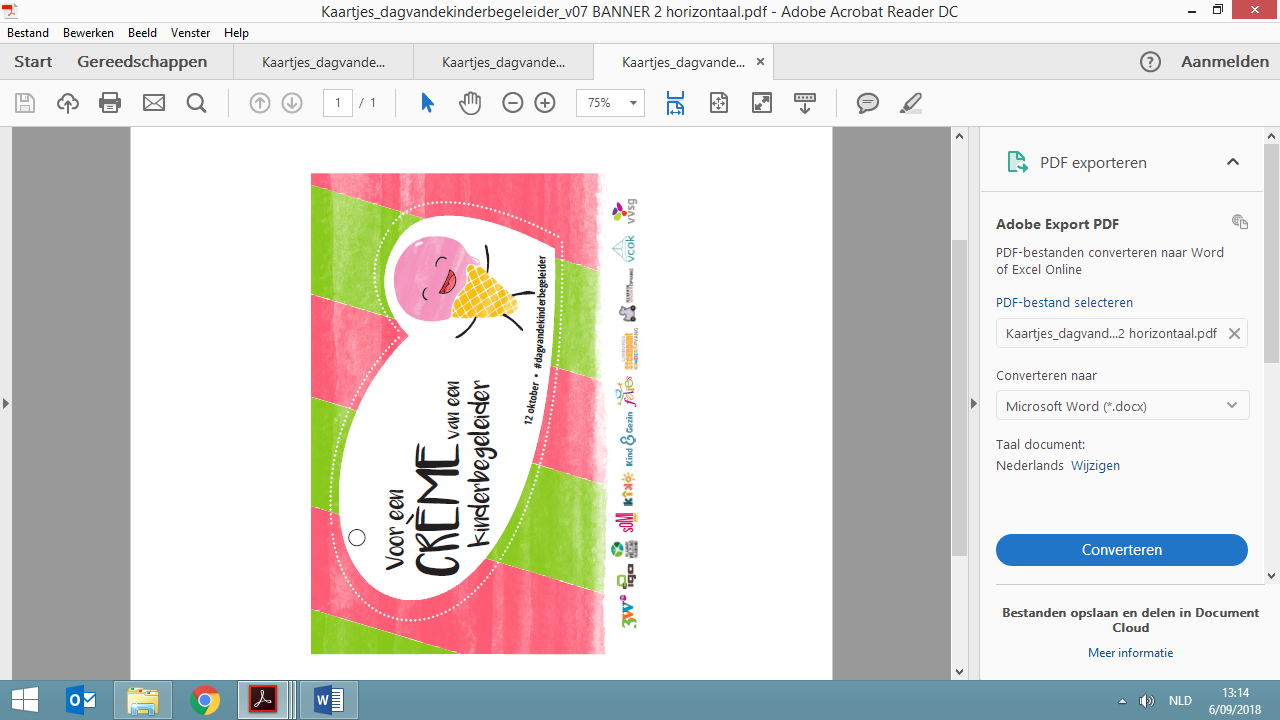 Kaartjes_dagvandekinderbegeleider_v07 BANNER 2 horizontaal.pdf - Adobe Acrobat Reader DC
Bestand Bewerken Beeld Venster Help
Start Gereedschappen Kaartjes_dagvande... Kaartjes_dagvande... Kaartjes_dagvande... Aanmelden
1 / 1 75%
Voor een
CRÈME van een
kinderbegeleider
12 oktober • #dagvandekinderbegeleider
3wv
Kind & Gezin
felies
vcok
vvsg
PDF exporteren
Adobe Export PDF
PDF-bestanden converteren naar Word
of Excel Online
PDF-bestand selecteren
Kaartjes_dagvand...2 horizontaal.pdf
Converteren naar
Microsoft Word (*.docx)
Taal document:
Nederlands Wijzigen
Converteren
Bestanden opslaan en delen in Document
Cloud
Meer informatie
NLD
13:14
6/09/2018